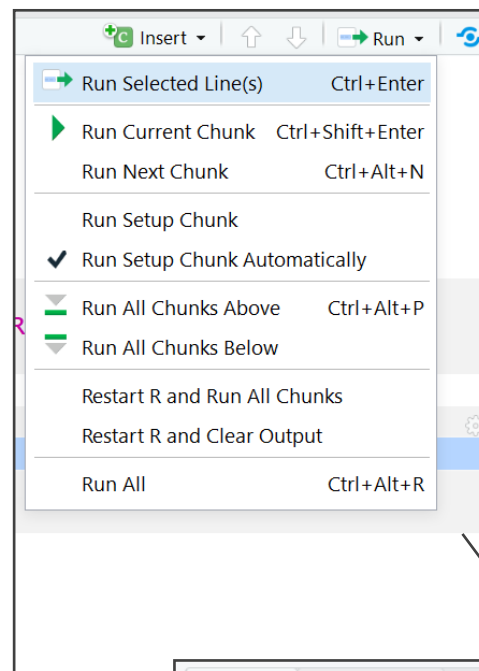 C Insert Run
Run Selected Line(s) Ctrl+Enter
Run Current Chunk Ctrl+Shift+Enter
Run Next Chunk Ctrl+Alt+N
Run Setup Chunk
Run Setup Chunk Automatically
R
Run All Chunks Above Ctrl+Alt+P
Run All Chunks Below
Restart R and Run All Chunks
Restart R and Clear Output
Run All Ctrl+Alt+R